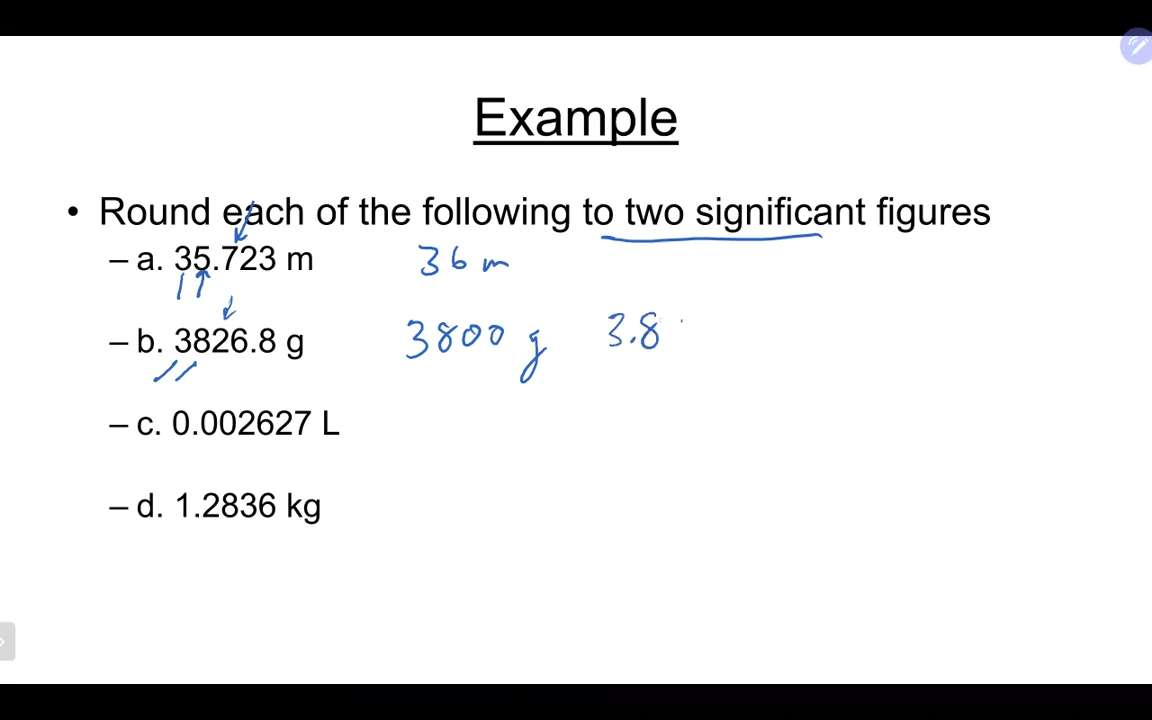 Example
• Round each of the following to two significant figures
– a. 35.723 m 36 m
– b. 3826.8 g 3800 g 3.8
– c. 0.002627 L
– d. 1.2836 kg